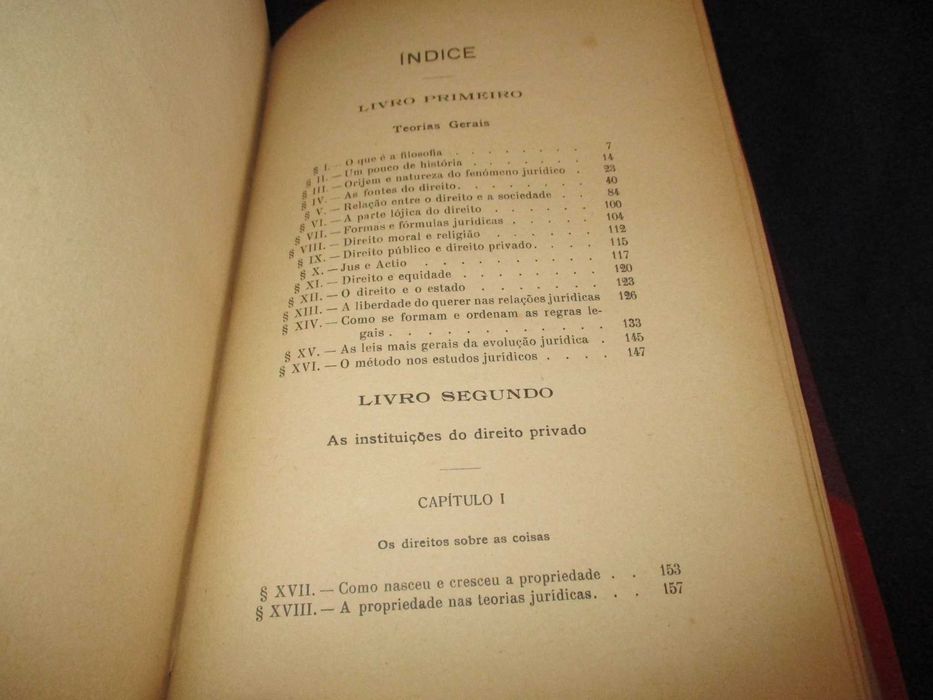 ÍNDICE
LIVRO PRIMEIRO
Teorias Gerais
§ I. — O que é a filosofia . . . . . . . 7
§ II. — Um pouco de história . . . . . . 14
§ III. — Orijem e natureza do fenómeno jurídico . 23
§ IV. — As fontes do direito. . . . . . . 40
§ V. — Relação entre o direito e a sociedade . . 84
§ VI. — A parte lójica do direito . . . . . 100
§ VII. — Formas e fórmulas jurídicas . . . . 104
§ VIII. — Direito moral e religião . . . . . 112
§ IX. — Direito público e direito privado. . . . 115
§ X. — Jus e Actio . . . . . . . . 117
§ XI. — Direito e equidade . . . . . . 120
§ XII. — O direito e o estado . . . . . . 123
§ XIII. — A liberdade do querer nas relações jurídicas 126
§ XIV. — Como se formam e ordenam as regras le-
gais . . . . . . . . . . . 133
§ XV. — As leis mais gerais da evolução jurídica . 145
§ XVI. — O método nos estudos jurídicos . . . . 147
LIVRO SEGUNDO
As instituições do direito privado
CAPÍTULO I
Os direitos sobre as coisas
§ XVII. — Como nasceu e cresceu a propriedade . . 153
§ XVIII. — A propriedade nas teorias jurídicas. . . 157